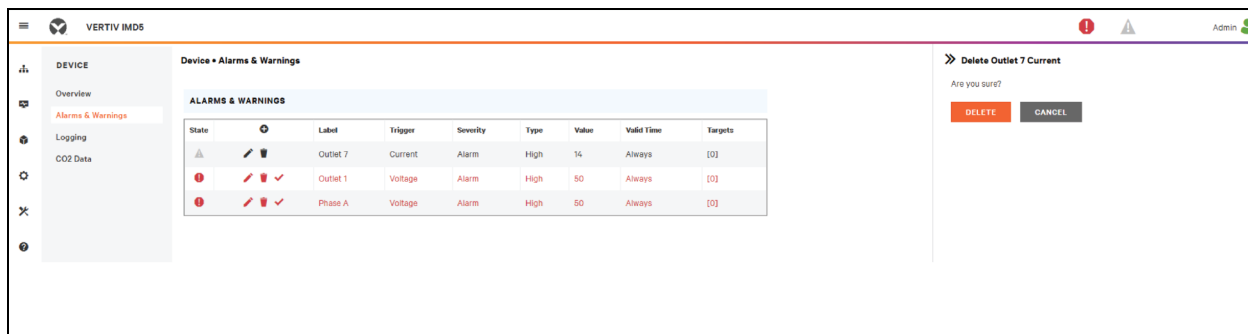 VERTIV IMD5
Admin
DEVICE
Overview
Alarms & Warnings
Logging
CO2 Data
Device • Alarms & Warnings
ALARMS & WARNINGS
State Label Trigger Severity Type Value Valid Time Targets
Outlet 7 Current Alarm High 14 Always [0]
Outlet 1 Voltage Alarm High 50 Always [0]
Phase A Voltage Alarm High 50 Always [0]
Delete Outlet 7 Current
Are you sure?
DELETE CANCEL